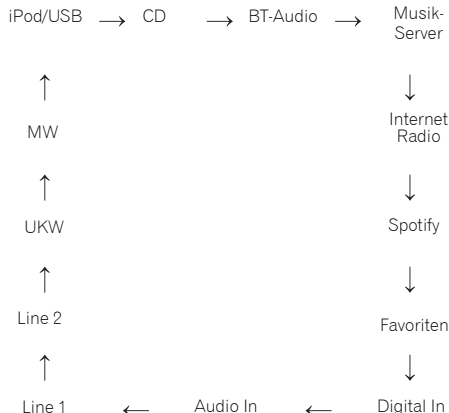 iPod/USB → CD → BT-Audio → Musik-
Server
↑ ↓
MW Internet
Radio
↑ ↓
UKW Spotify
↑ ↓
Line 2 Favoriten
↑ ↓
Line 1 ← Audio In ← Digital In